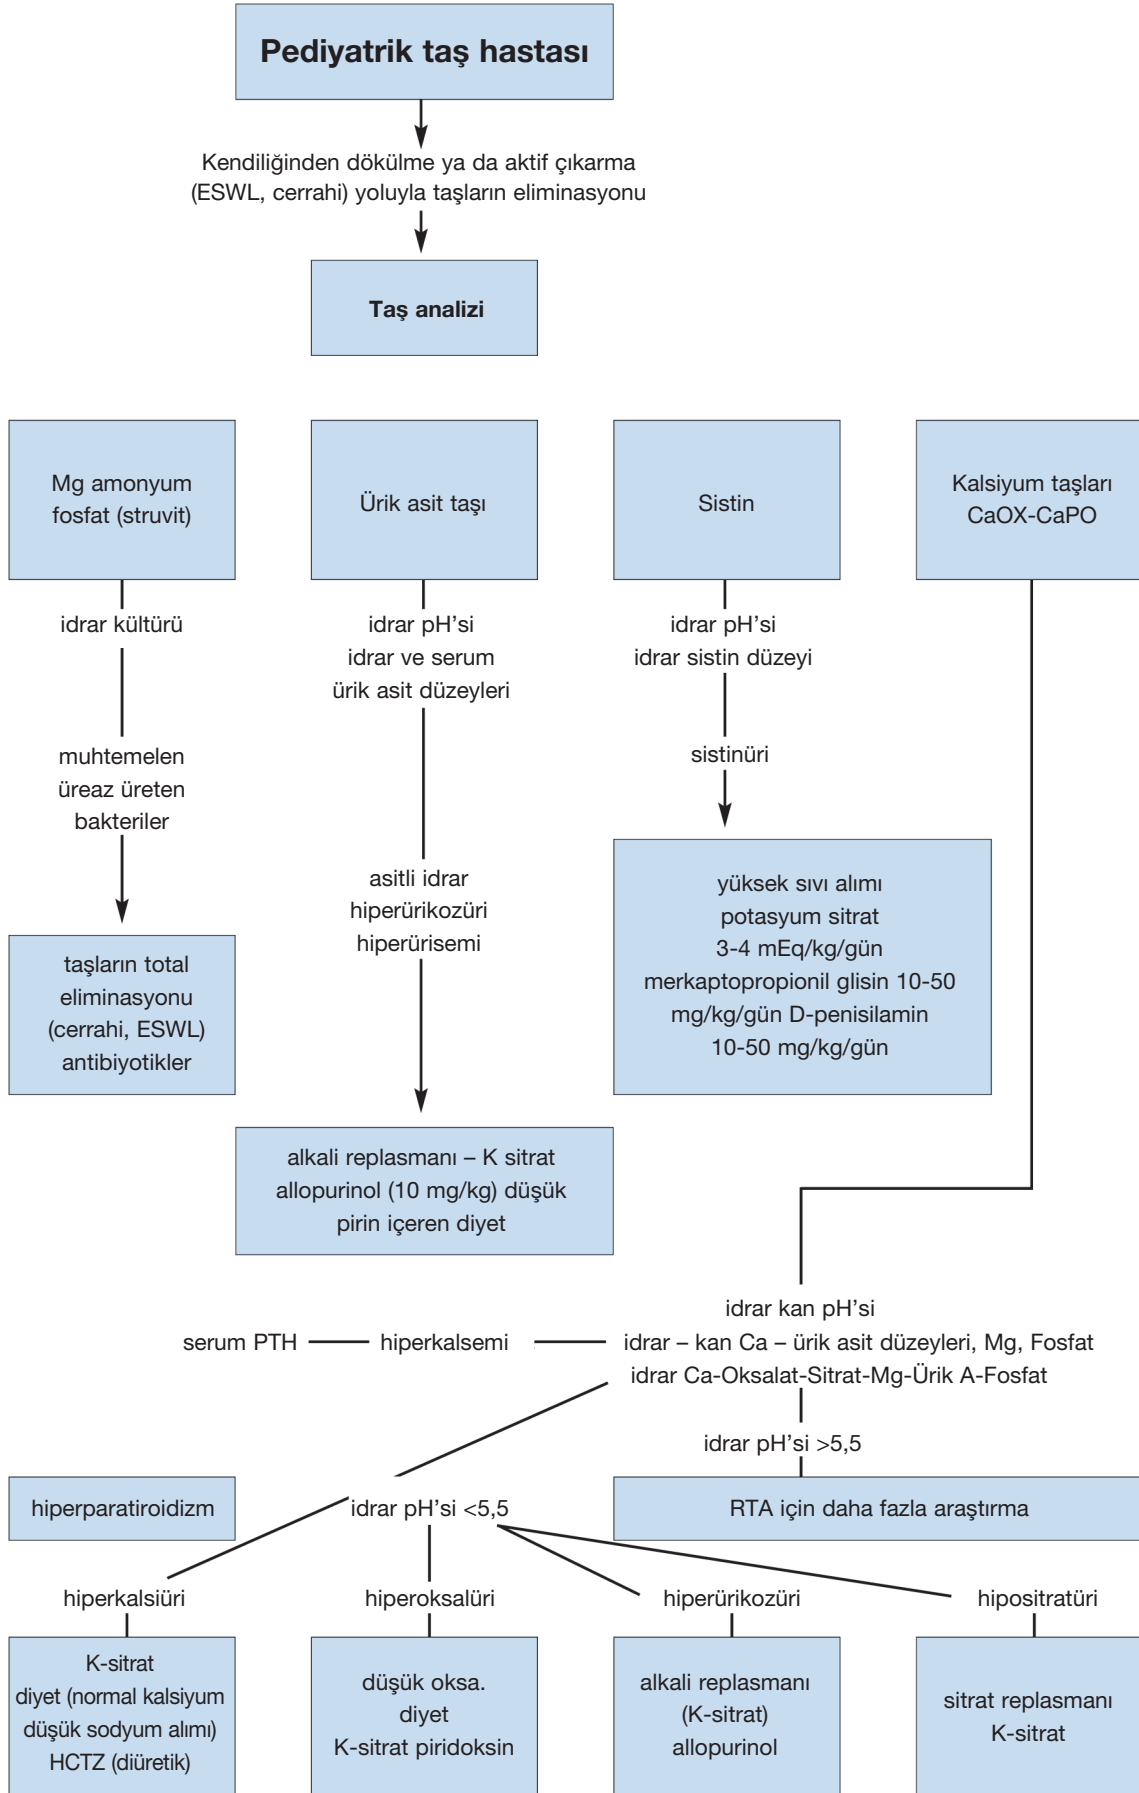 Pediyatrik taş hastası
Kendiliğinden dökülme ya da aktif çıkarma
(ESWL, cerrahi) yoluyla taşların eliminasyonu
Taş analizi
Mg amonyum
fosfat (struvit)
idrar kültürü
muhtemelen
üreaz üreten
bakteriler
taşların total
eliminasyonu
(cerrahi, ESWL)
antibiyotikler
Ürik asit taşı
idrar pH’si
idrar ve serum
ürik asit düzeyleri
asitli idrar
hiperürikozüri
hiperürisemi
alkali replasmanı – K sitrat
allopurinol (10 mg/kg) düşük
pirin içeren diyet
Sistin
idrar pH’si
idrar sistin düzeyi
sistinüri
yüksek sıvı alımı
potasyum sitrat
3-4 mEq/kg/gün
merkaptopropionil glisin 10-50
mg/kg/gün D-penisilamin
10-50 mg/kg/gün
Kalsiyum taşları
CaOX-CaPO
idrar kan pH’si
serum PTH
hiperkalsemi
idrar – kan Ca – ürik asit düzeyleri, Mg, Fosfat
idrar Ca-Oksalat-Sitrat-Mg-Ürik A-Fosfat
idrar pH’si >5,5
hiperparatiroidizm
idrar pH’si <5,5
RTA için daha fazla araştırma
hiperkalsiüri
K-sitrat
diyet (normal kalsiyum
düşük sodyum alımı)
HCTZ (diüretik)
hiperoksalüri
düşük oksa.
diyet
K-sitrat piridoksin
hiperürikozüri
alkali replasmanı
(K-sitrat)
allopurinol
hipositratüri
sitrat replasmanı
K-sitrat